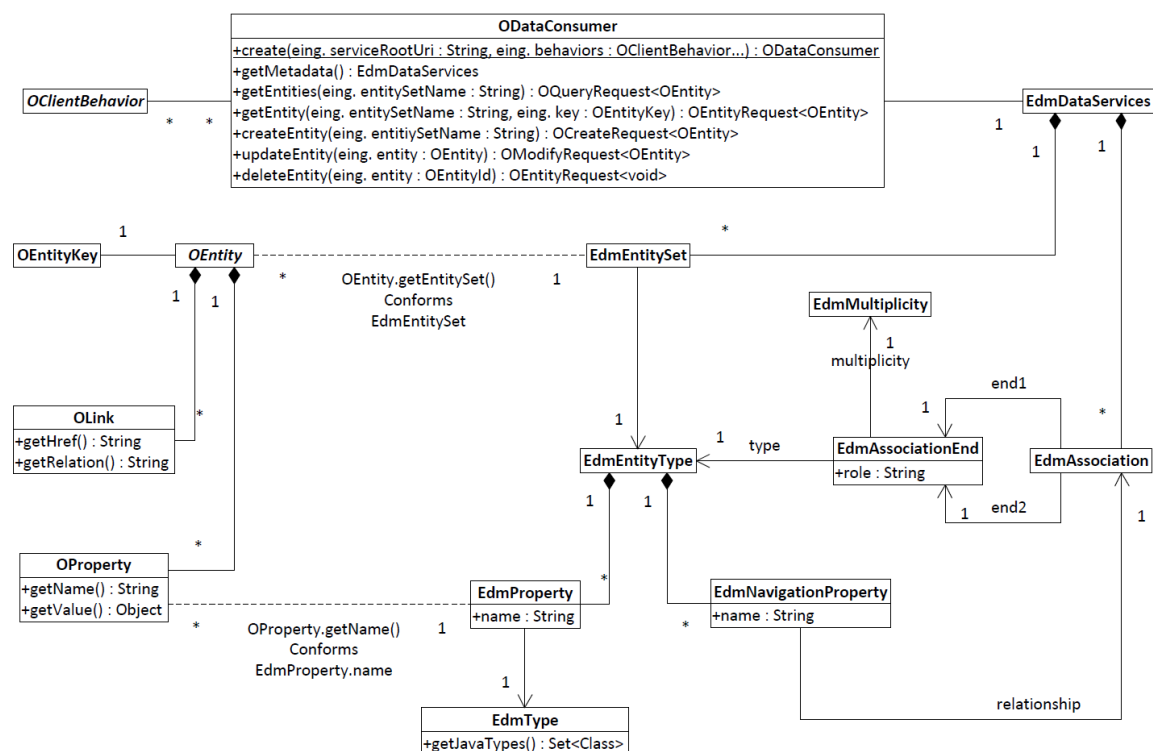 ODataConsumer
+create(eing. serviceRootUri : String, eing. behaviors : OClientBehavior...) : ODataConsumer
+getMetadata() : EdmDataServices
+getEntities(eing. entitySetName : String) : OQueryRequest<OEntity>
+getEntity(eing. entitySetName : String, eing. key : OEntityKey) : OEntityRequest<OEntity>
+createEntity(eing. entitiySetName : String) : OCreateRequest<OEntity>
+updateEntity(eing. entity : OEntity) : OModifyRequest<OEntity>
+deleteEntity(eing. entity : OEntityId) : OEntityRequest<void>
OClientBehavior
* *
EdmDataServices
1
1 1
OEntityKey
1
OEntity
*
OEntity.getEntitySet()
Conforms
EdmEntitySet
1
EdmEntitySet
*
1 1
EdmMultiplicity
1
multiplicity
OLink
+getHref() : String
+getRelation() : String
*
1
EdmEntityType
1
type
EdmAssociationEnd
+role : String
end1
1
end2
1
*
EdmAssociation
1
1 1
OProperty
+getName() : String
+getValue() : Object
*
*
OProperty.getName()
Conforms
EdmProperty.name
1
EdmProperty
+name : String
*
EdmNavigationProperty
+name : String
*
relationship
1
EdmType
+getJavaTypes() : Set<Class>